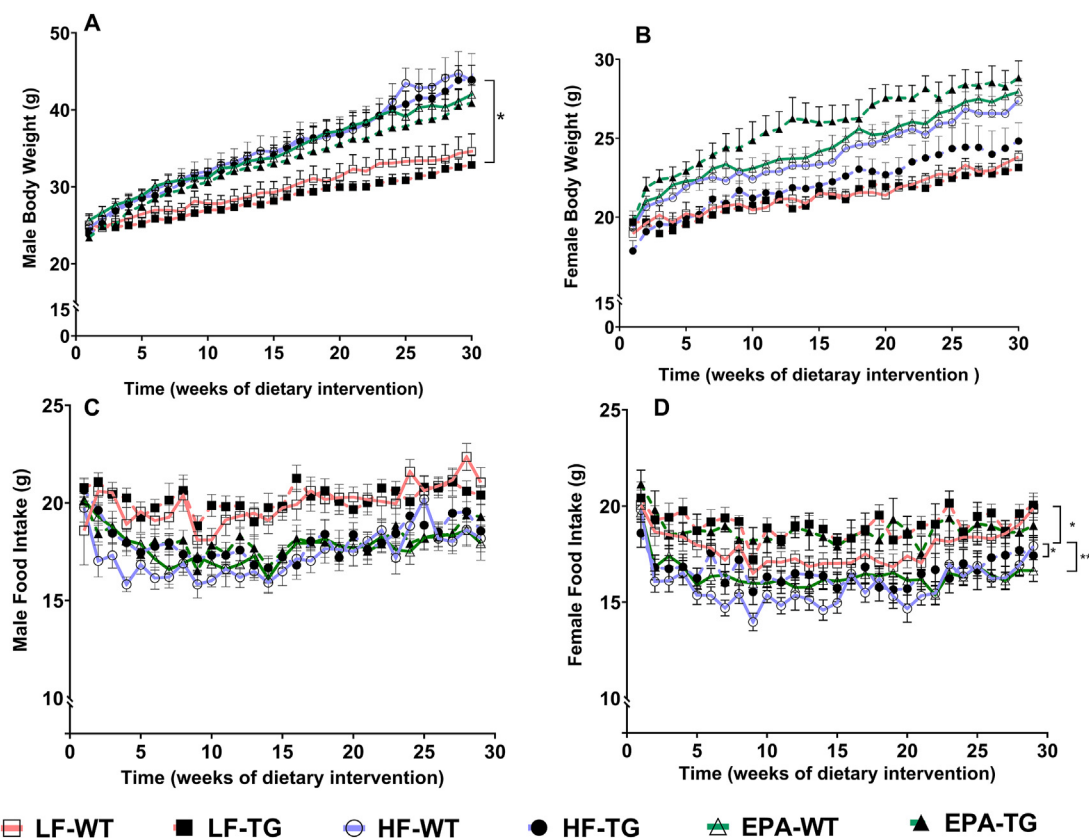 A
B
50
40
30
20
15
0
Male Body Weight (g)
0 5 10 15 20 25 30
Time (weeks of dietary intervention)
*
30
25
20
15
0
Female Body Weight (g)
0 5 10 15 20 25 30
Time (weeks of dietaray intervention )
C
D
25
20
15
10
Male Food Intake (g)
0 5 10 15 20 25 30
Time (weeks of dietary intervention)
25
20
15
10
Female Food Intake (g)
0 5 10 15 20 25 30
Time (weeks of dietary intervention)
*
*
**
LF-WT LF-TG HF-WT HF-TG EPA-WT EPA-TG